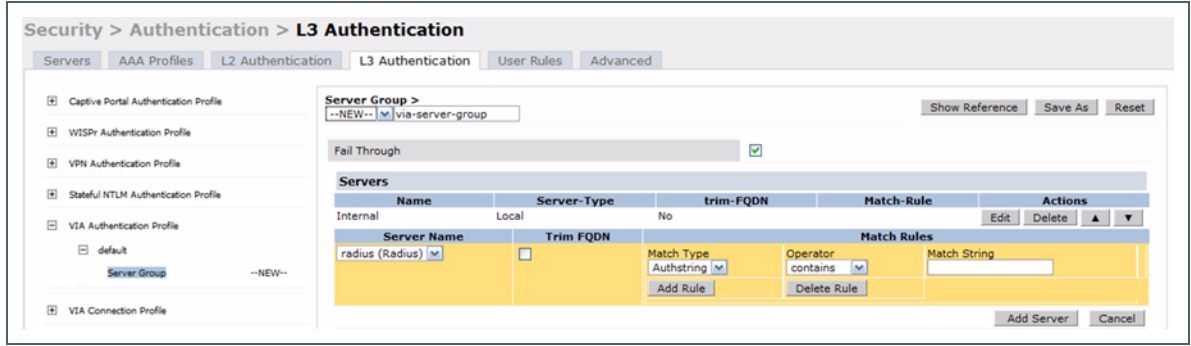 Security > Authentication > L3 Authentication
Servers AAA Profiles L2 Authentication L3 Authentication User Rules Advanced
Captive Portal Authentication Profile
WISPr Authentication Profile
VPN Authentication Profile
Stateful NTLM Authentication Profile
VIA Authentication Profile
default
Server Group --NEW--
VIA Connection Profile
Server Group >
--NEW-- via-server-group
Show Reference Save As Reset
Fail Through
Servers
Name Server-Type trim-FQDN Match-Rule Actions
Internal Local No Edit Delete ▲ ▼
Server Name Trim FQDN Match Rules
radius (Radius) Match Type Operator Match String
Authstring contains
Add Rule Delete Rule
Add Server Cancel